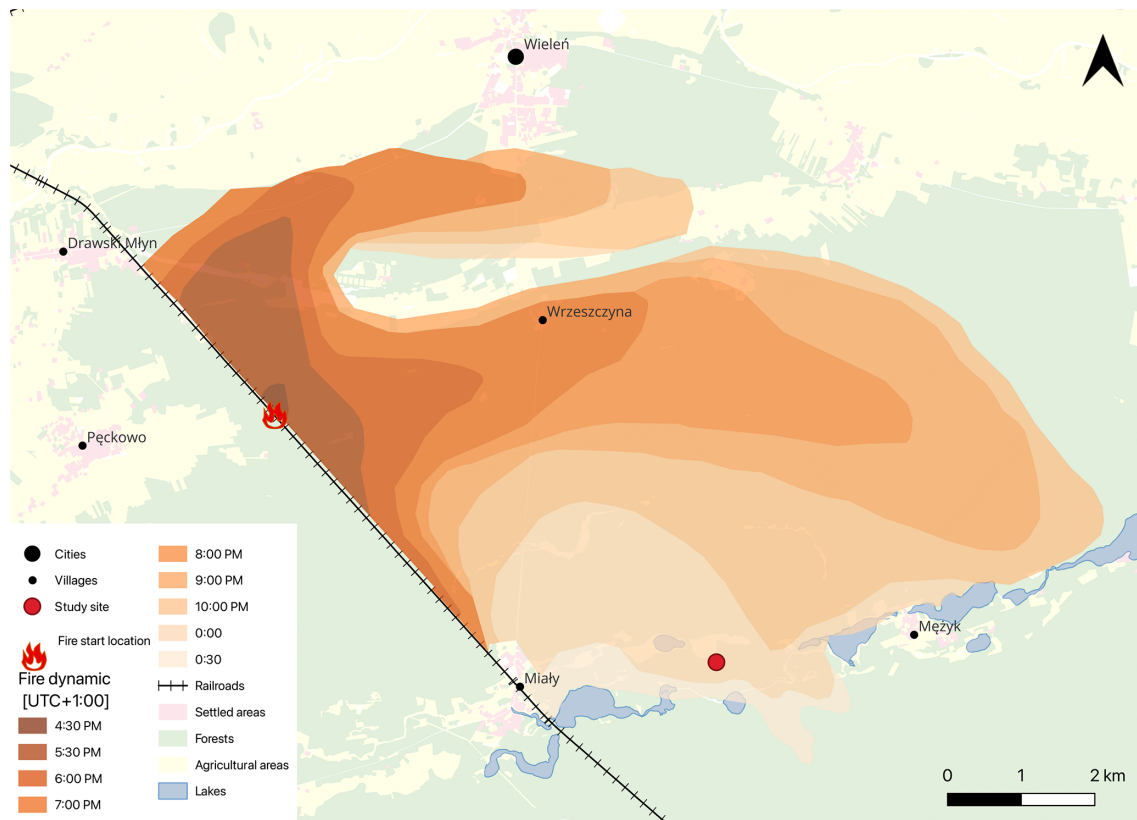 Wieleń
Drawski Młyn
Wrzeszczyna
Pęckowo
Mężyk
Miały
Cities
Villages
Study site
Fire start location
Fire dynamic
[UTC+1:00]
4:30 PM
5:30 PM
6:00 PM
7:00 PM
8:00 PM
9:00 PM
10:00 PM
0:00
0:30
Railroads
Settled areas
Forests
Agricultural areas
Lakes
0 1 2 km